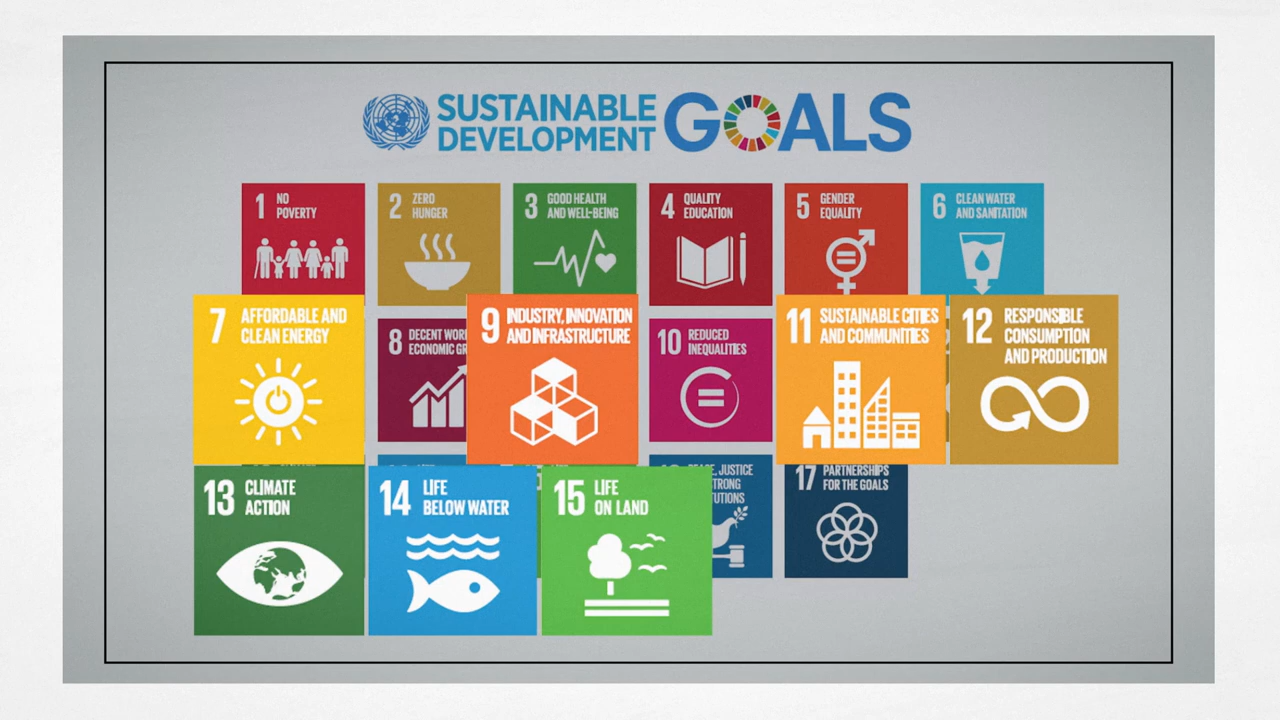 SUSTAINABLE
DEVELOPMENT
GOALS
1 NO
POVERTY
2 ZERO
HUNGER
3 GOOD HEALTH
AND WELL-BEING
4 QUALITY
EDUCATION
5 GENDER
EQUALITY
6 CLEAN WATER
AND SANITATION
7 AFFORDABLE AND
CLEAN ENERGY
8 DECENT
9 INDUSTRY, INNOVATION
AND INFRASTRUCTURE
10 REDUCED
INEQUALITIES
11 SUSTAINABLE CITIES
AND COMMUNITIES
12 RESPONSIBLE
CONSUMPTION
AND PRODUCTION
13 CLIMATE
ACTION
14 LIFE
BELOW WATER
15 LIFE
ON LAND
JUSTICE
17 PARTNERSHIPS
FOR THE GOALS